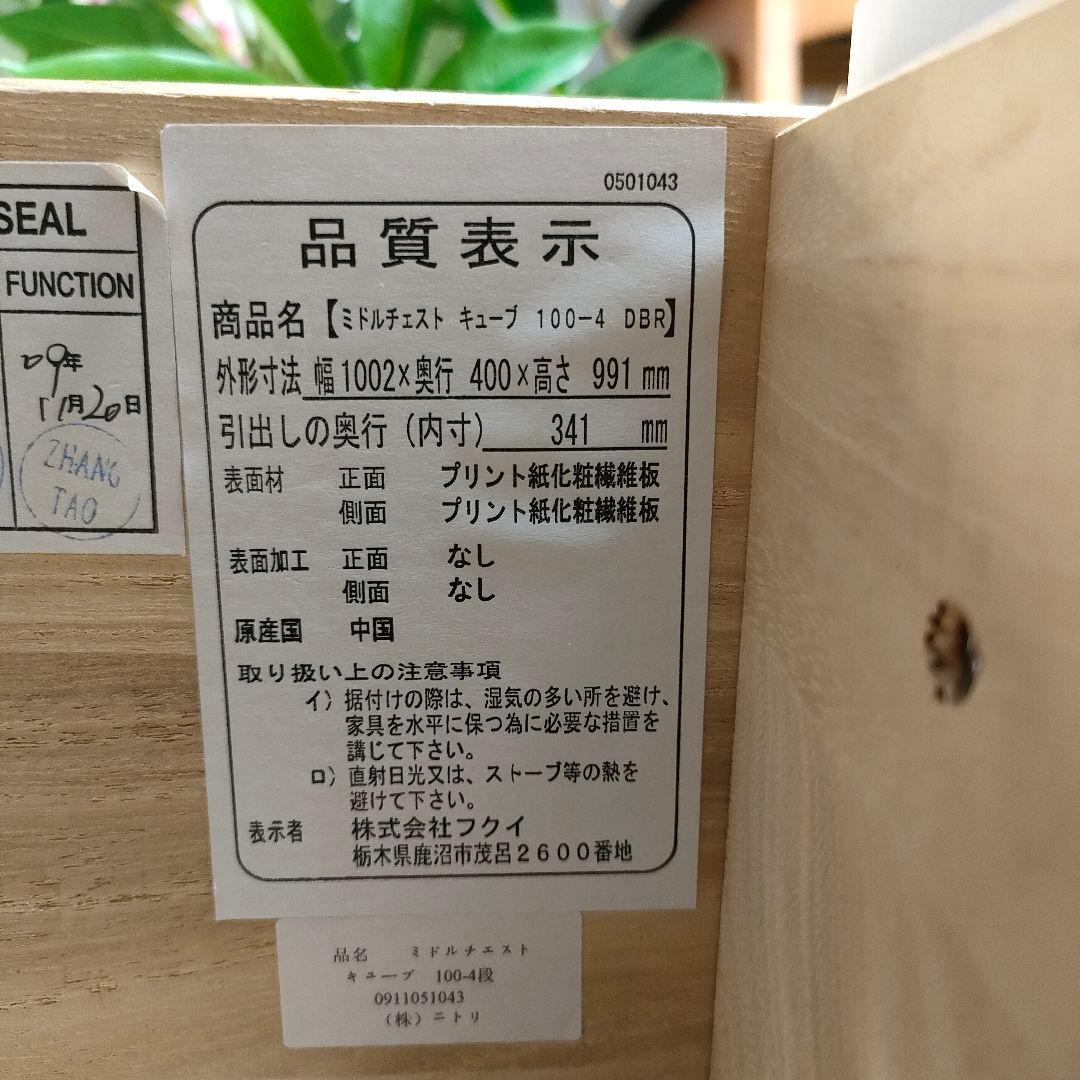 SEAL
FUNCTION
09年
11月20日
ZHANG
TAO
0501043
品質表示
商品名【ミドルチェスト キューブ 100-4 DBR】
外形寸法 幅1002×奥行 400×高さ 991 mm
引出しの奥行(内寸) 341 mm
表面材 正面 プリント紙化粧繊維板
側面 プリント紙化粧繊維板
表面加工 正面 なし
側面 なし
原産国 中国
取り扱い上の注意事項
イ)据付けの際は、湿気の多い所を避け、
家具を水平に保つ為に必要な措置を
講じて下さい。
ロ)直射日光又は、ストーブ等の熱を
避けて下さい。
表示者 株式会社フクイ
栃木県鹿沼市茂呂2600番地
品名 ミドルチエスト
キューブ 100-4段
0911051043
(株)ニトリ